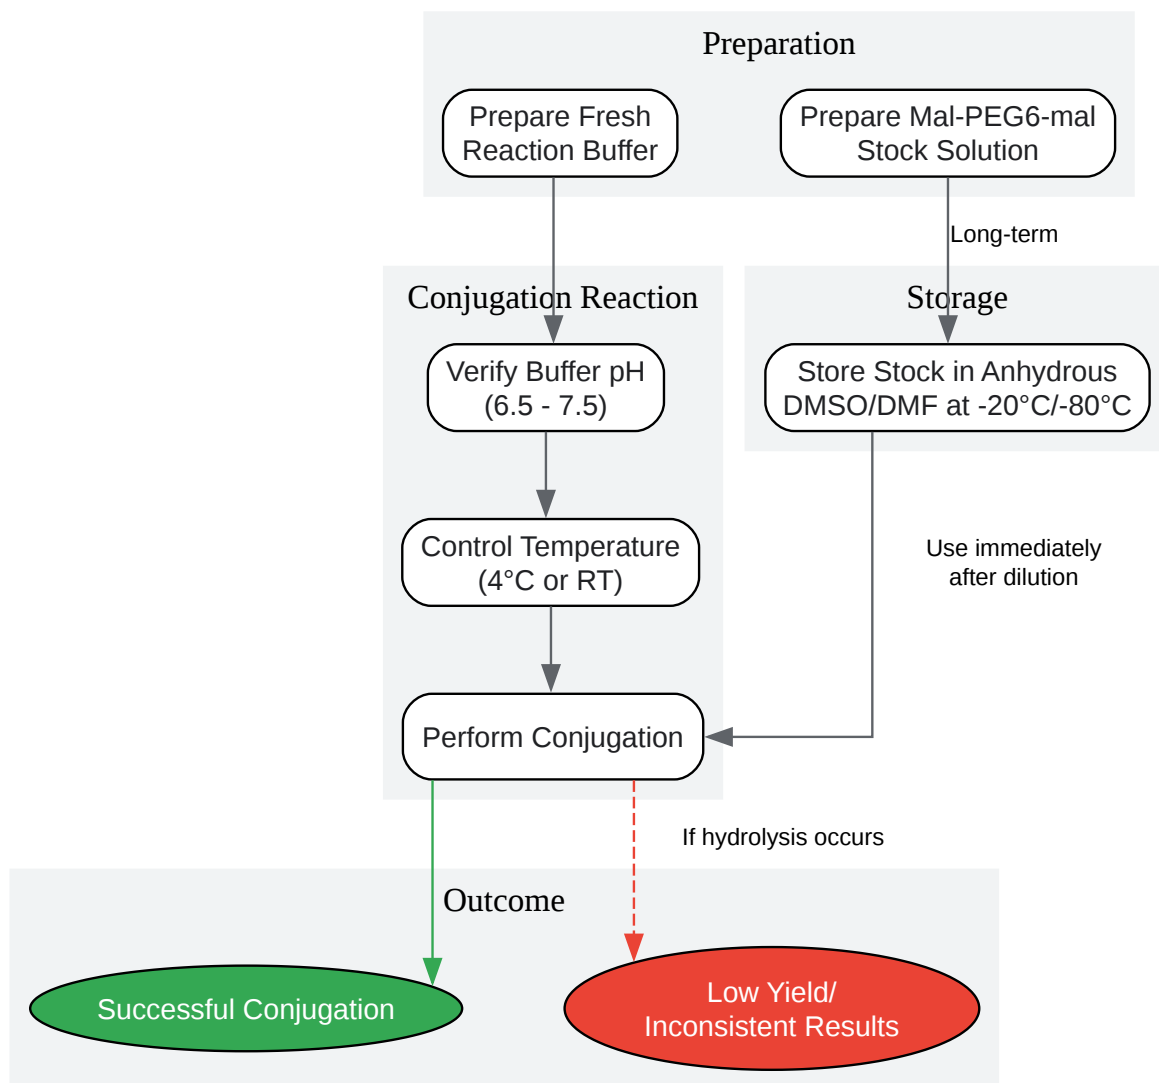 Preparation
Prepare Fresh
Reaction Buffer
Prepare Mal-PEG6-mal
Stock Solution
Long-term
Conjugation Reaction
Storage
Verify Buffer pH
(6.5 - 7.5)
Store Stock in Anhydrous
DMSO/DMF at -20°C/-80°C
Control Temperature
(4°C or RT)
Use immediately
after dilution
Perform Conjugation
If hydrolysis occurs
Outcome
Successful Conjugation
Low Yield/
Inconsistent Results